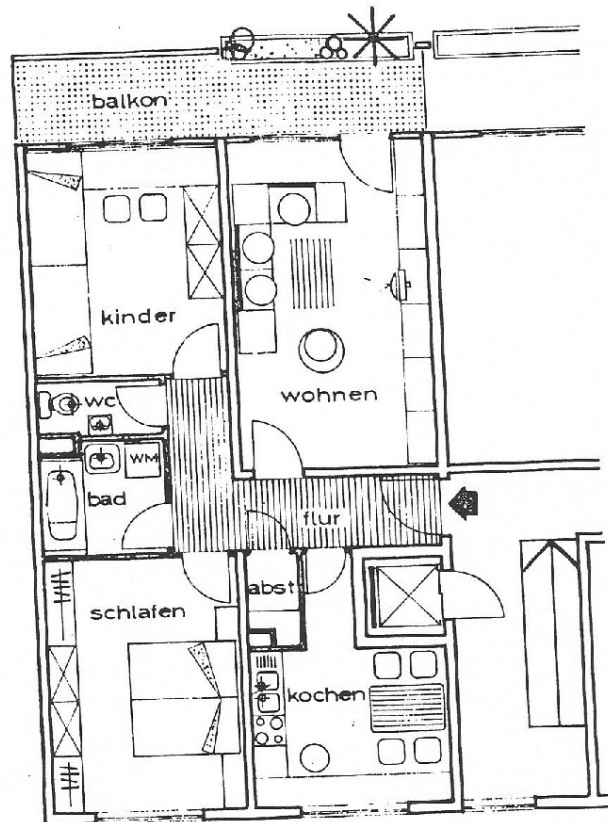 balkon
kinder
wohnen
wc
WM
bad
flur
abst
schlafen
kochen